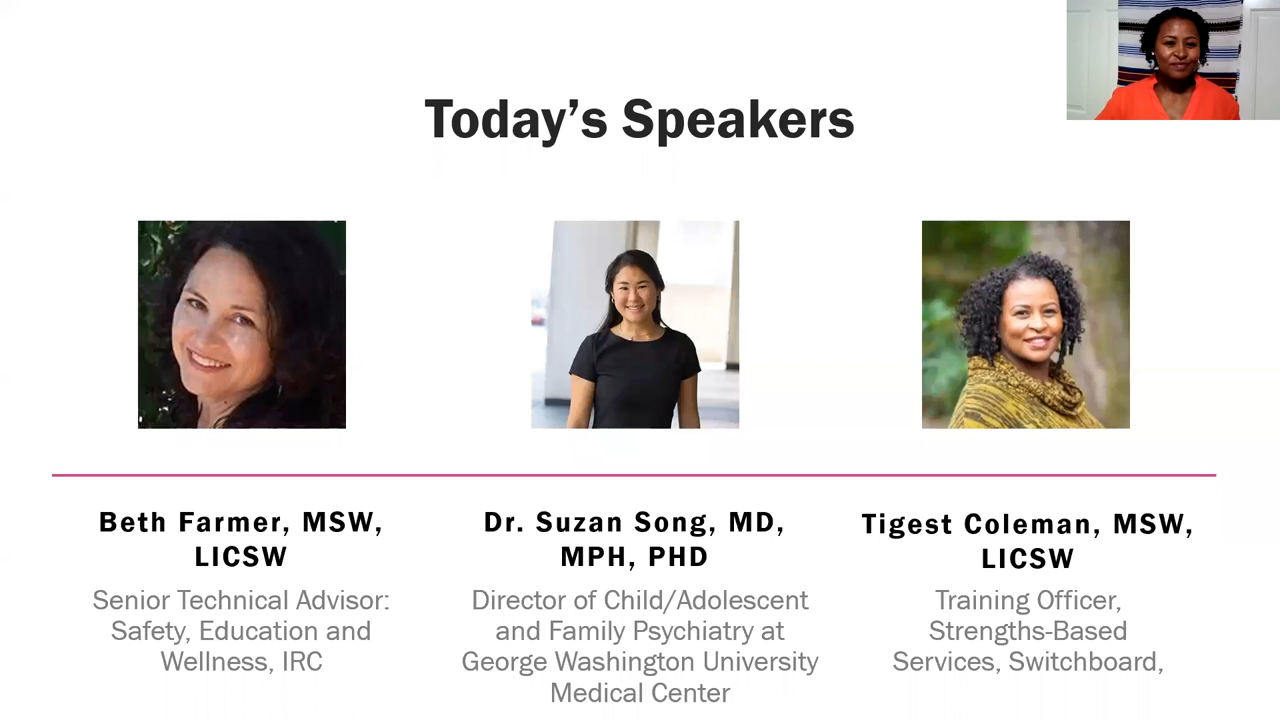 Today's Speakers
Beth Farmer, MSW,
LICSW
Senior Technical Advisor:
Safety, Education and
Wellness, IRC
Dr. Suzan Song, MD,
MPH, PHD
Director of Child/Adolescent
and Family Psychiatry at
George Washington University
Medical Center
Tigest Coleman, MSW,
LICSW
Training Officer,
Strengths-Based
Services, Switchboard,